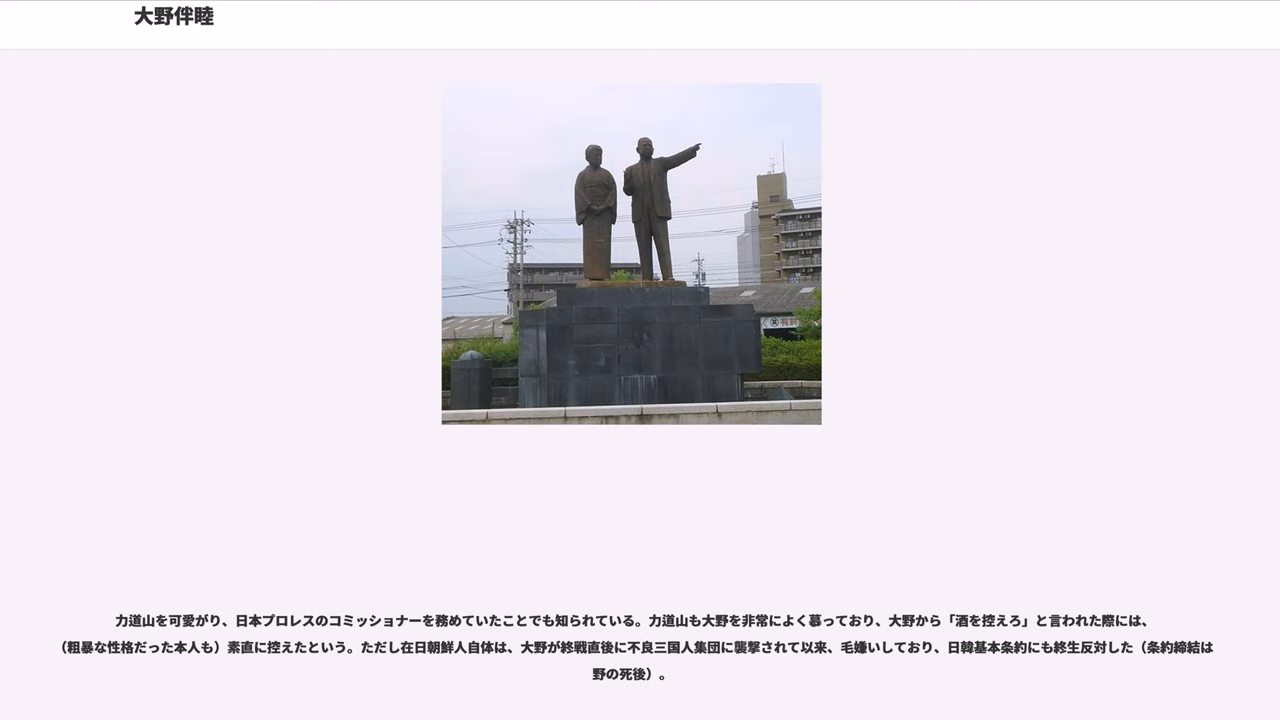 大野伴睦
力道山を可愛がり、日本プロレスのコミッショナーを務めていたことでも知られている。力道山も大野を非常によく慕っており、大野から「酒を控えろ」と言われた際には、
（粗暴な性格だった本人も）素直に控えたという。ただし在日朝鮮人自体は、大野が終戦直後に不良三国人集団に襲撃されて以来、毛嫌いしており、日韓基本条約にも終生反対した（条約締結は
野の死後）。